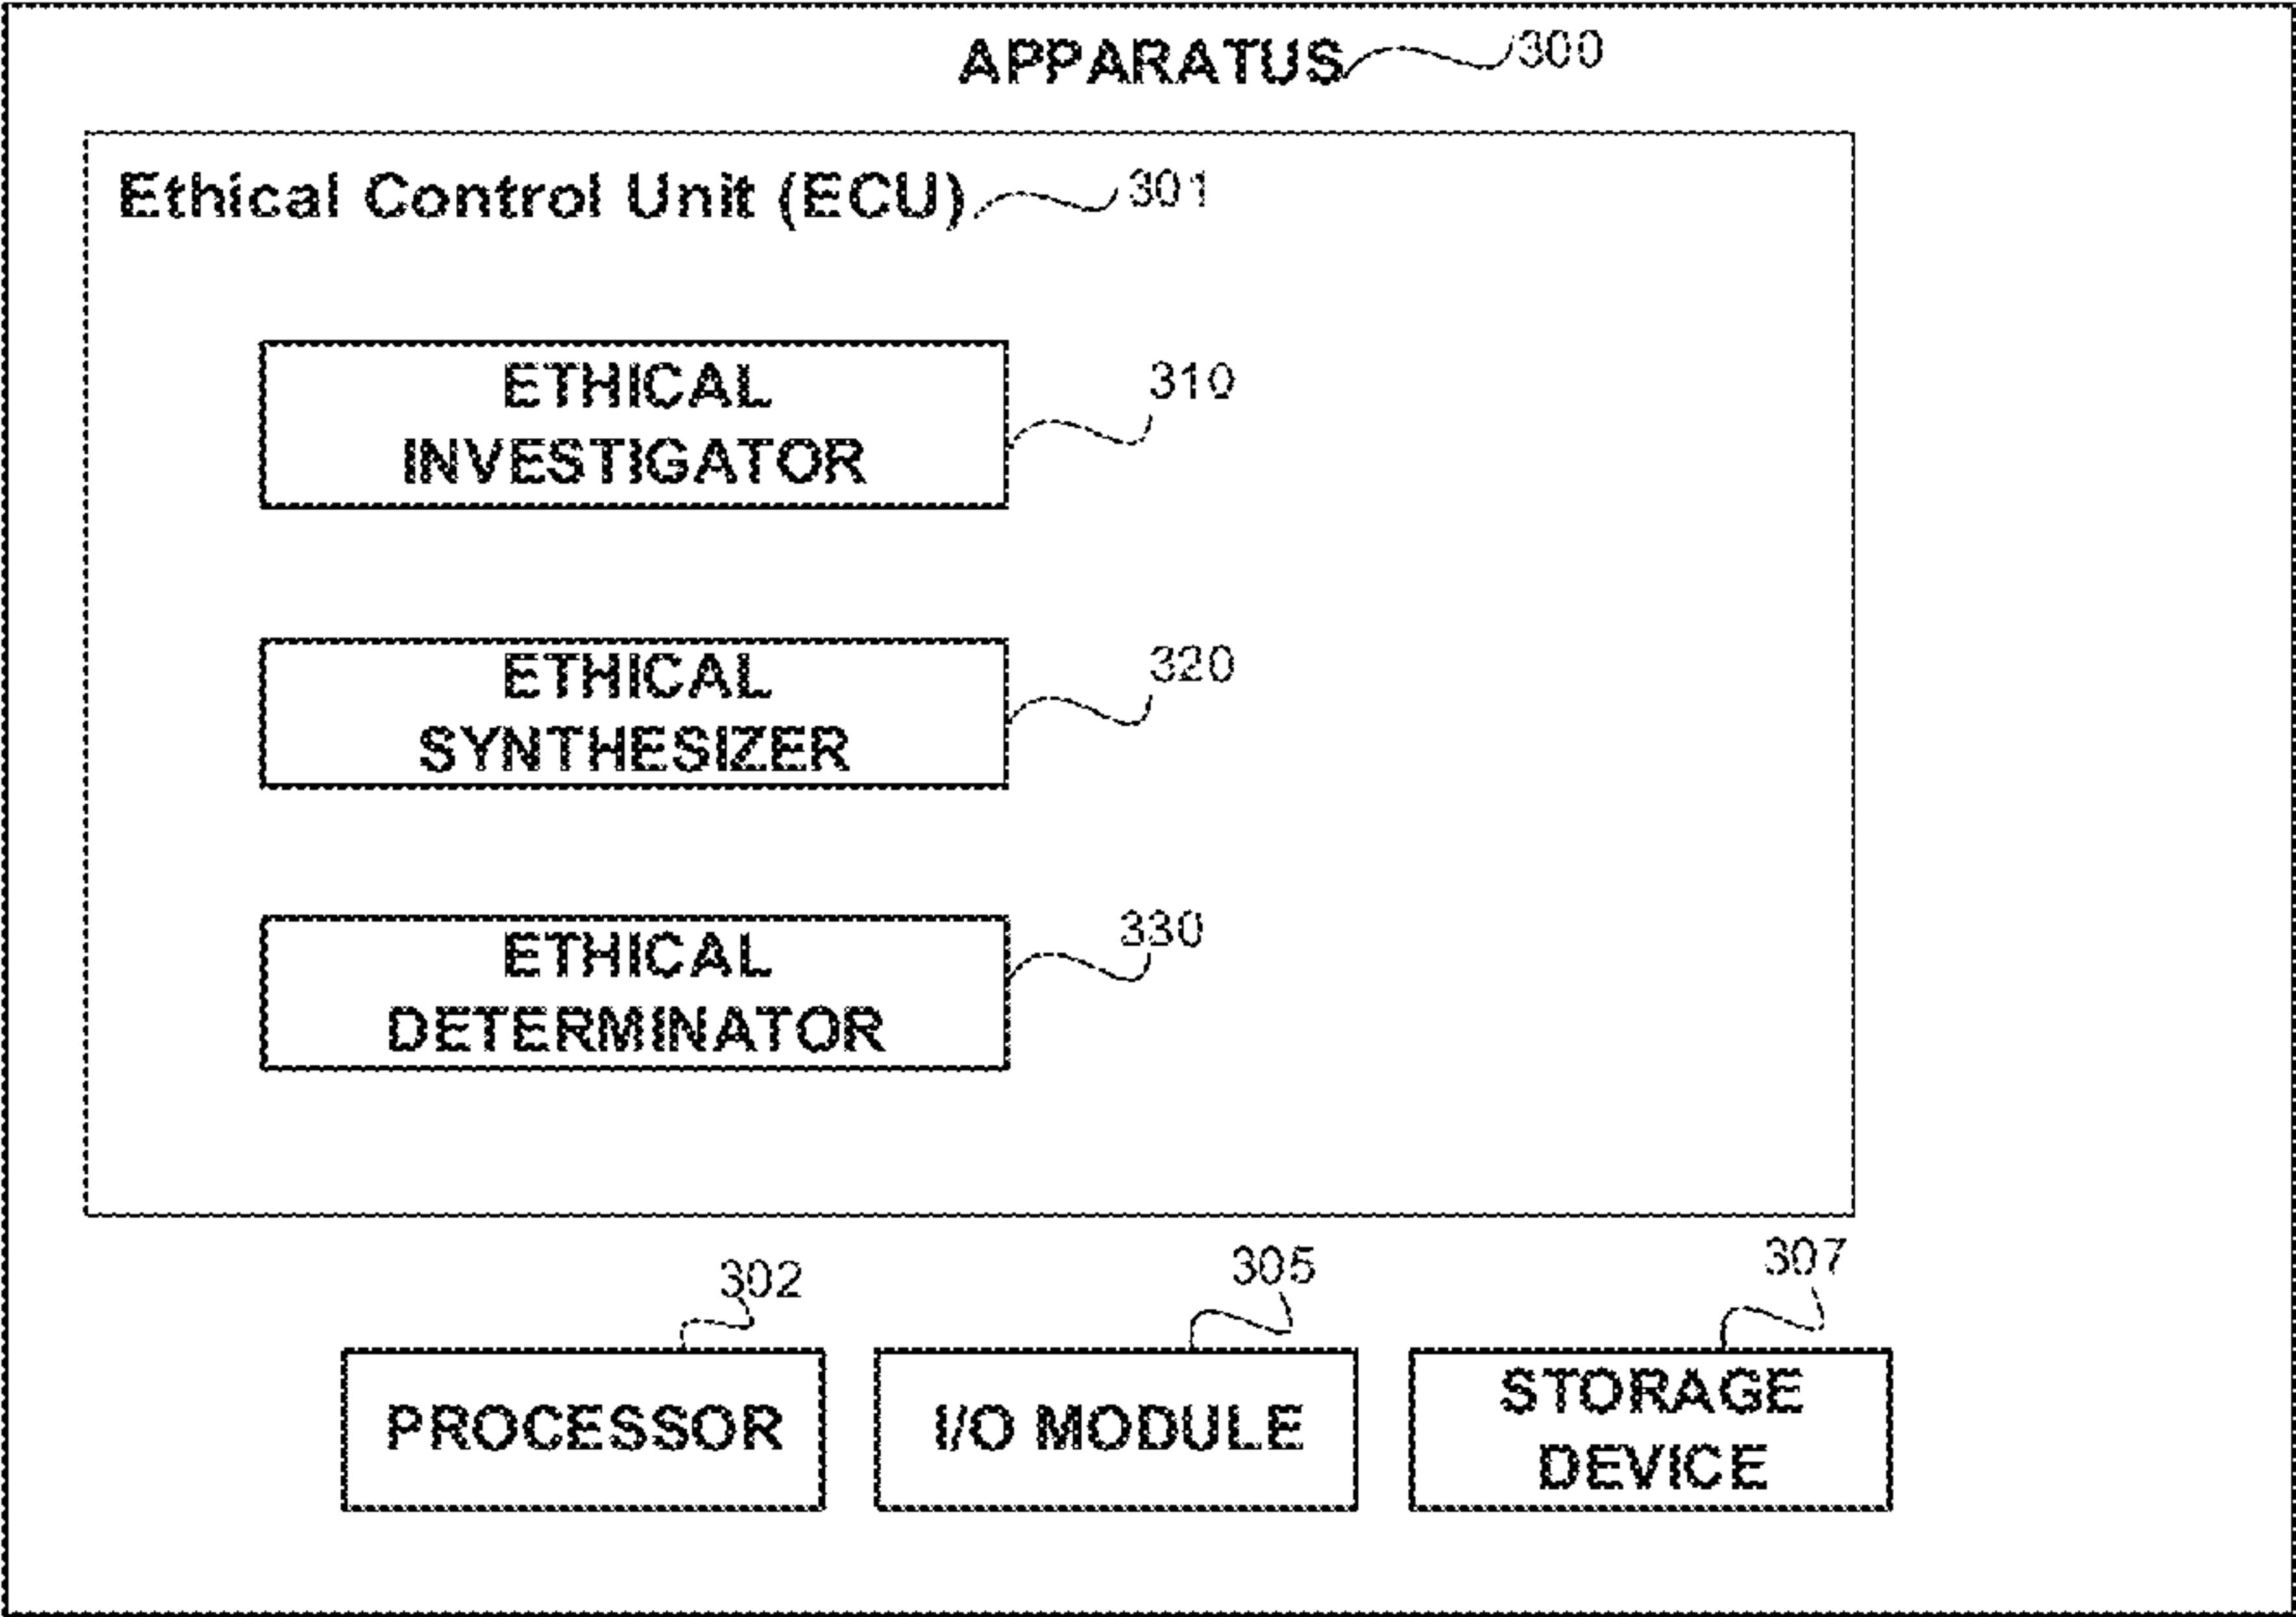 APPARATUS 300
Ethical Control Unit (ECU) 301
ETHICAL
INVESTIGATOR
310
ETHICAL
SYNTHESIZER
320
ETHICAL
DETERMINATOR
330
302
PROCESSOR
305
I/O MODULE
307
STORAGE
DEVICE